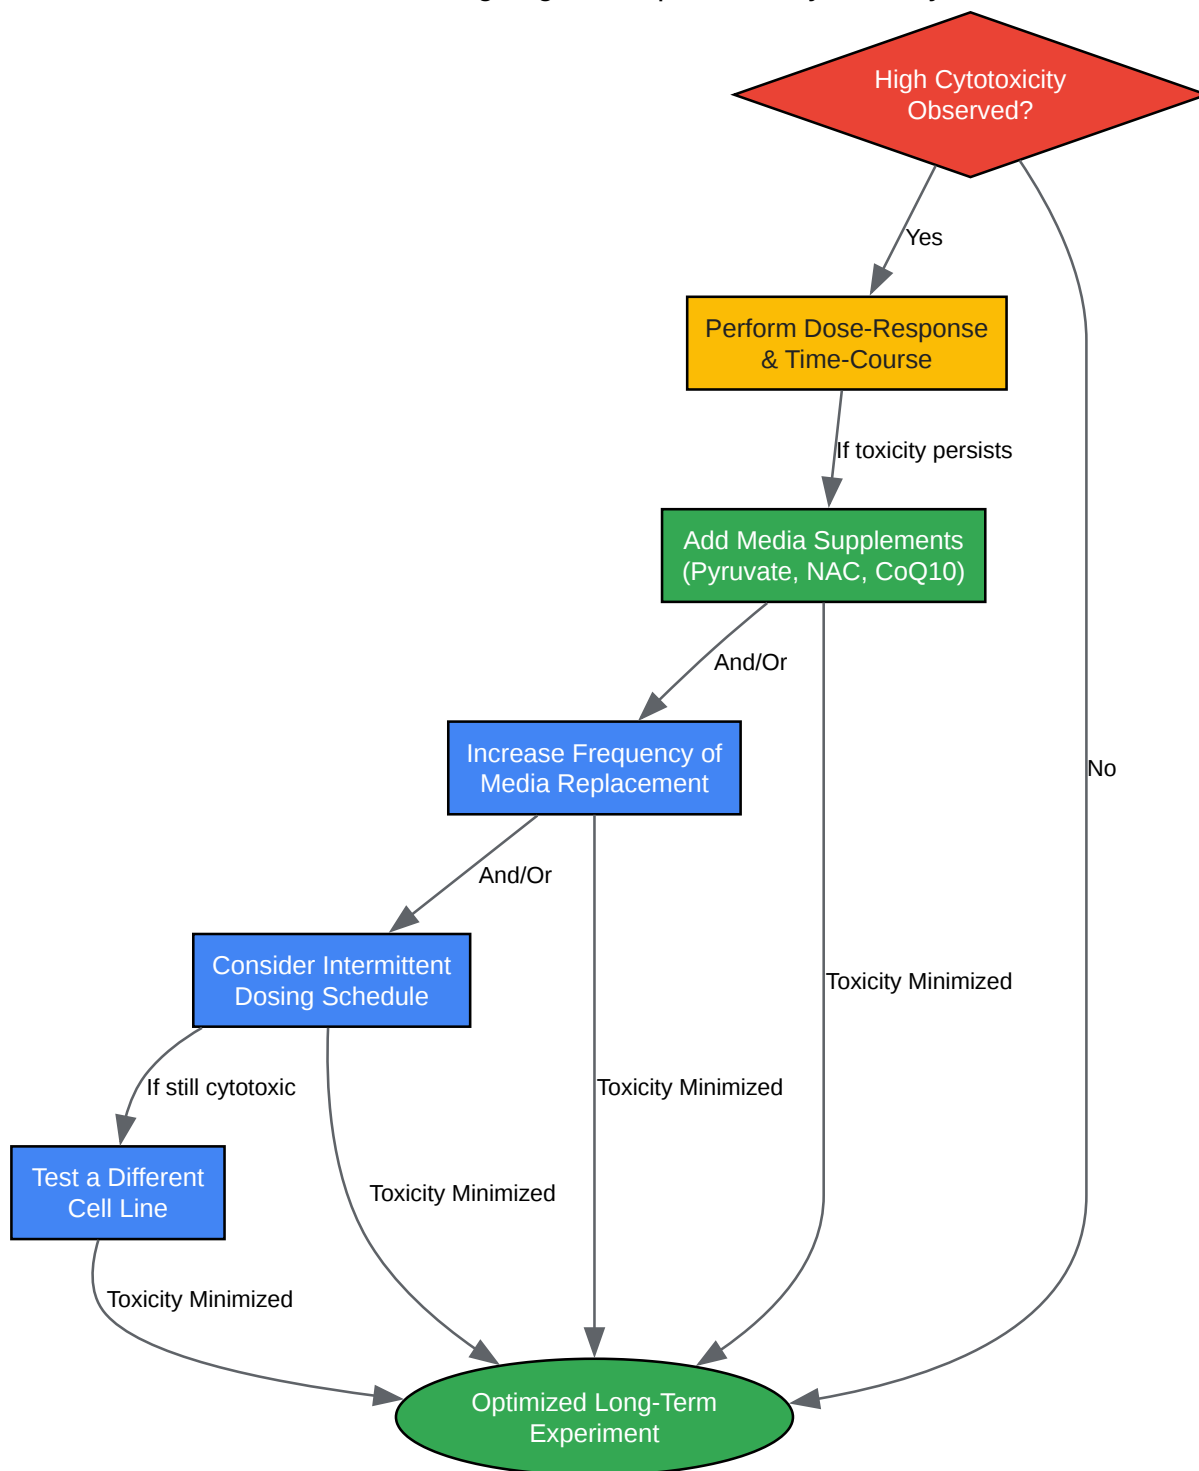 High Cytotoxicity
Observed?
Yes
Perform Dose-Response
& Time-Course
If toxicity persists
Add Media Supplements
(Pyruvate, NAC, CoQ10)
And/Or
Increase Frequency of
Media Replacement
No
And/Or
Consider Intermittent
Dosing Schedule
Toxicity Minimized
If still cytotoxic
Toxicity Minimized
Test a Different
Cell Line
Toxicity Minimized
Toxicity Minimized
Optimized Long-Term
Experiment